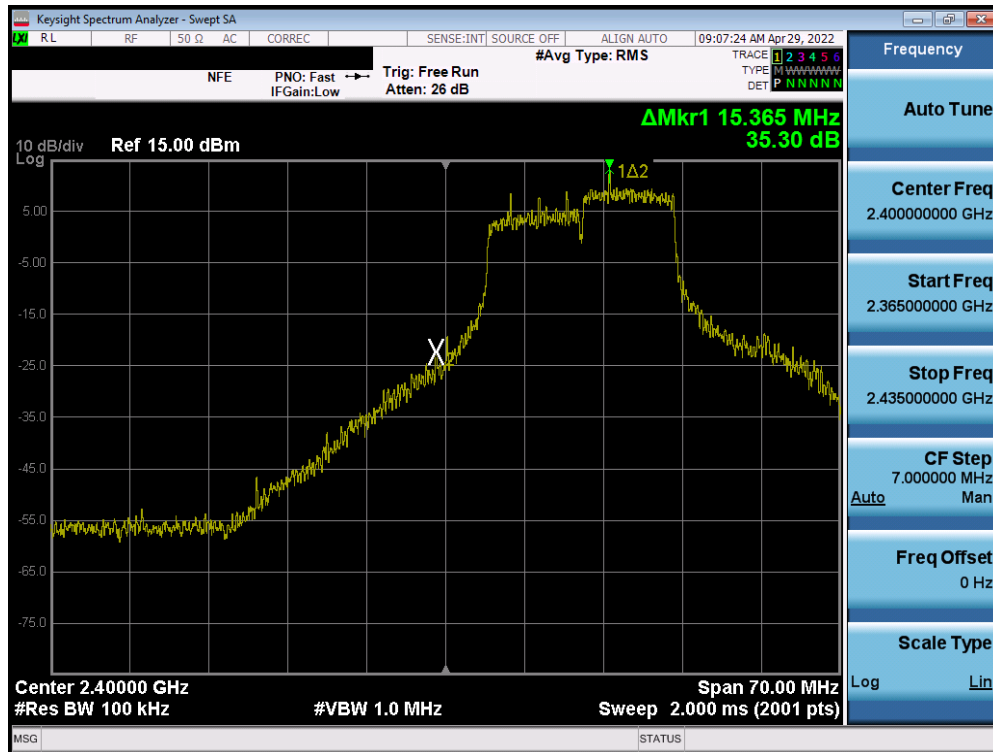 Keysight Spectrum Analyzer - Swept SA
LXI RL RF 50 Ω AC CORREC SENSE:INT SOURCE OFF ALIGN AUTO 09:07:24 AM Apr 29, 2022
NFE PNO: Fast IFGain:Low Trig: Free Run Atten: 26 dB #Avg Type: RMS
TRACE 1 2 3 4 5 6
TYPE M WWWWW
DET P N N N N N
ΔMkr1 15.365 MHz
35.30 dB
10 dB/div Ref 15.00 dBm
Log
1Δ2
5.00
-5.00
-15.0
X
-25.0
-35.0
-45.0
-55.0
-65.0
-75.0
Center 2.40000 GHz Span 70.00 MHz
#Res BW 100 kHz #VBW 1.0 MHz Sweep 2.000 ms (2001 pts)
MSG STATUS
Frequency
Auto Tune
Center Freq
2.400000000 GHz
Start Freq
2.365000000 GHz
Stop Freq
2.435000000 GHz
CF Step
7.000000 MHz
Auto Man
Freq Offset
0 Hz
Scale Type
Log Lin